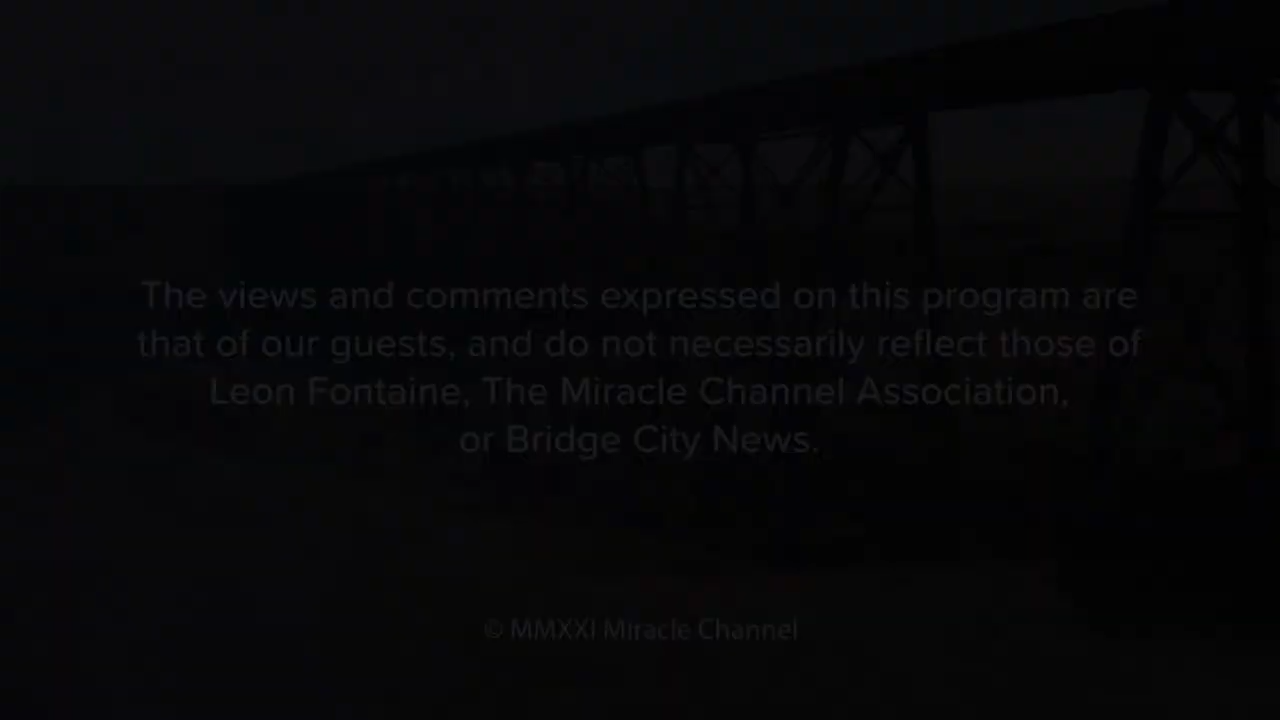 The views and comments expressed on this program are
that of our guests, and do not necessarily reflect those of
Leon Fontaine, The Miracle Channel Association,
or Bridge City News.
© MMXXI Miracle Channel